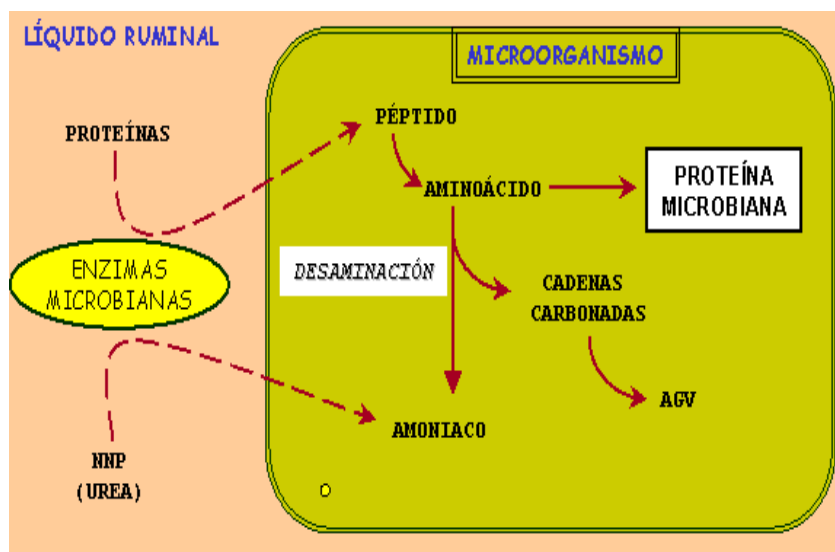 LÍQUIDO RUMINAL
MICROORGANISMO
PROTEÍNAS
PÉPTIDO
AMINOÁCIDO
PROTEÍNA
MICROBIANA
ENZIMAS
MICROBIANAS
DESAMINACIÓN
CADENAS
CARBONADAS
AGV
AMONIACO
NNP
(UREA)